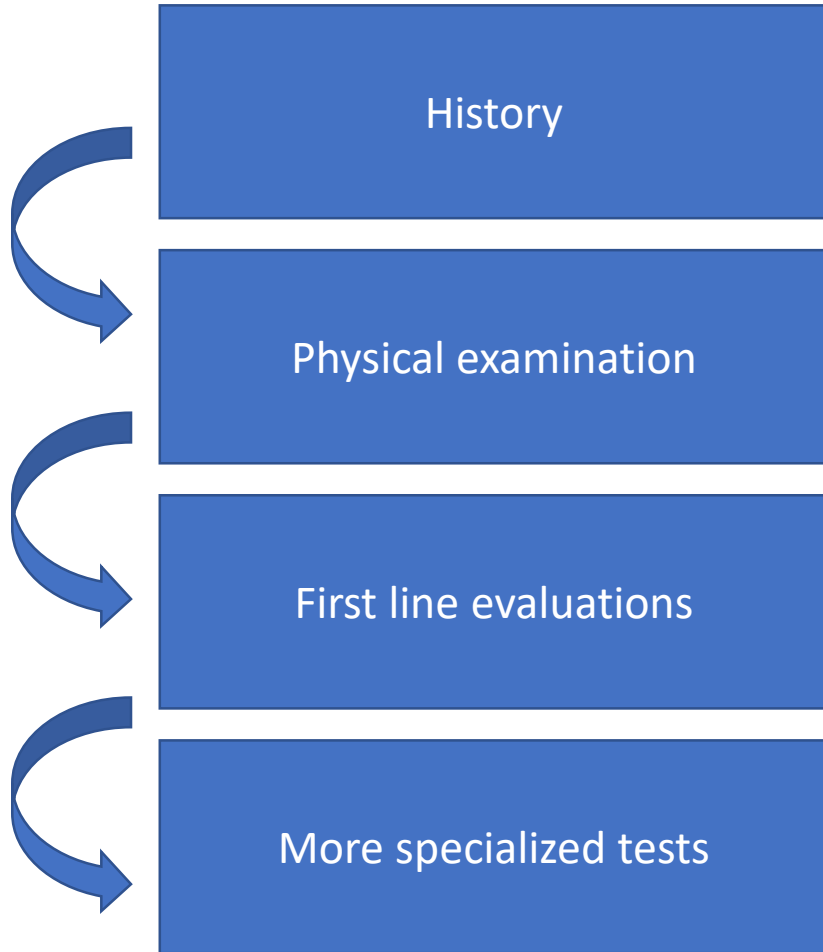 History
Physical examination
First line evaluations
More specialized tests